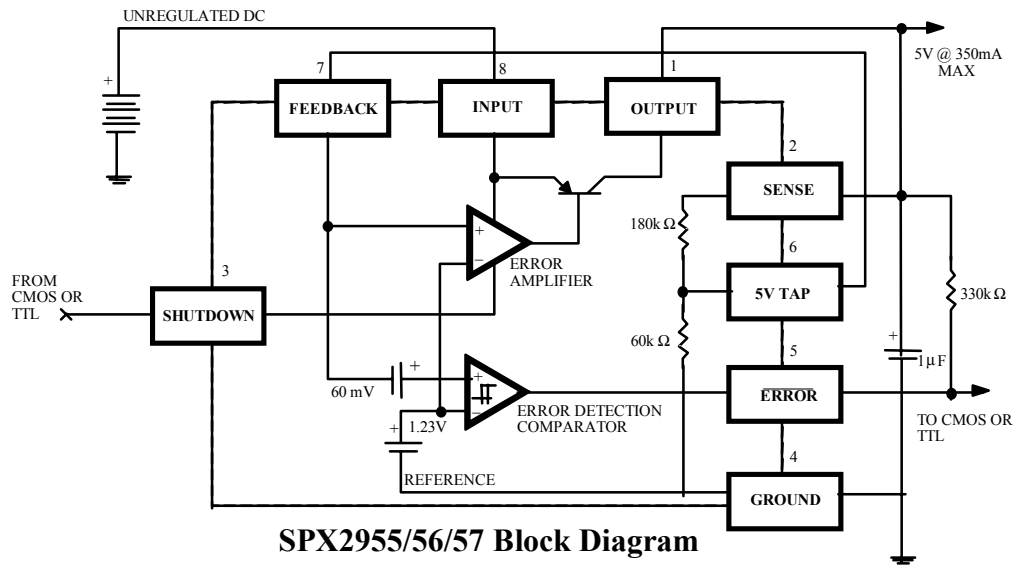 UNREGULATED DC
+
7
8
1
5V @ 350mA
MAX
FEEDBACK
INPUT
OUTPUT
2
SENSE
180k Ω
+
−
ERROR
AMPLIFIER
6
3
FROM
CMOS OR
TTL
SHUTDOWN
5V TAP
330k Ω
60k Ω
5
+
1μF
60 mV
+
+
−
ERROR
ERROR DETECTION
COMPARATOR
TO CMOS OR
TTL
+
1.23V
4
REFERENCE
GROUND
SPX2955/56/57 Block Diagram